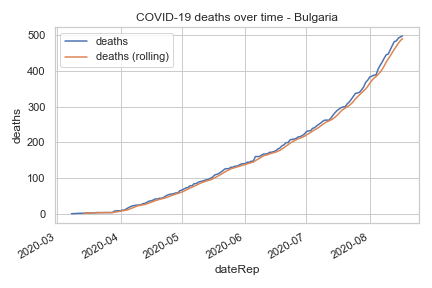 COVID-19 deaths over time - Bulgaria
deaths
deaths (rolling)
500
400
300
200
100
0
deaths
2020-03
2020-04
2020-05
2020-06
2020-07
2020-08
dateRep